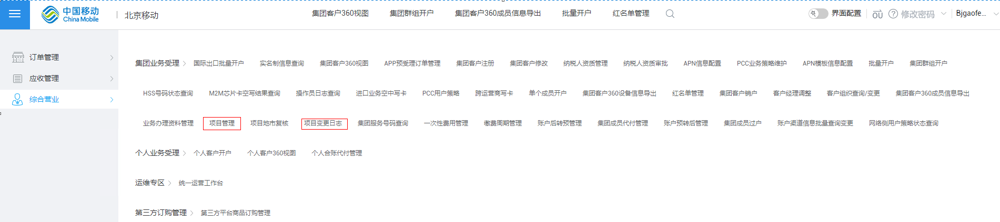 中国移动
China Mobile
北京移动 集团客户360视图 集团群组开户 集团客户360成员信息导出 批量开户 红名单管理 界面配置 修改密码 Bjgaofe...
订单管理
应收管理
综合营业
集团业务受理 国际出口批量开户 实名制信息查询 集团客户360视图 APP预受理订单管理 集团客户注册 集团客户修改 纳税人资质管理 纳税人资质审批 APN信息配置 PCC业务策略维护 APN模板信息配置 批量开户 集团群组开户
HSS号码状态查询 M2M芯片卡空写结果查询 操作员日志查询 进口业务空中写卡 PCC用户策略 跨运营商写卡 单个成员开户 集团客户360设备信息导出 红名单管理 集团客户销户 客户经理调整 客户组织查询/变更 集团客户360成员信息导出
业务办理资料管理 项目管理 项目地市复核 项目变更日志 集团服务号码查询 一次性费用管理 缴费周期管理 账户后转预管理 集团成员代付管理 账户预转后管理 集团成员过户 账户渠道信息批量查询变更 网络侧用户策略状态查询
个人业务受理 个人客户开户 个人客户360视图 个人合账代付管理
运维专区 统一运营工作台
第三方订购管理 第三方平台商品订购管理